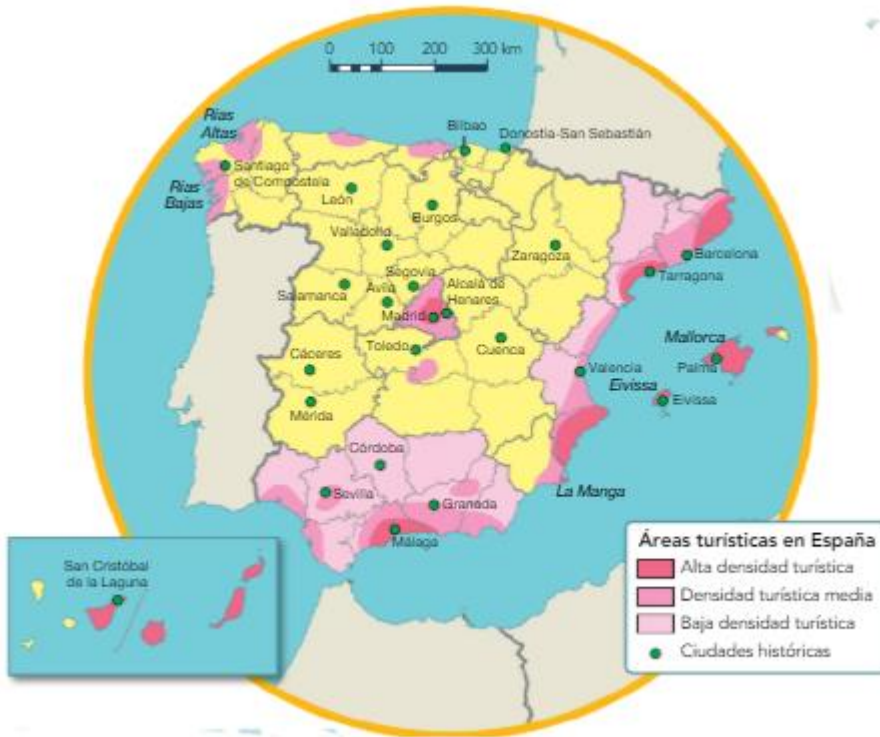 0 100 200 300 km
Rías
Altas
Bilbao
Donostia-San Sebastián
Santiago
de Compostela
Rías
Bajas
León
Burgos
Valladolid
Zaragoza
Barcelona
Tarragona
Segovia
Salamanca
Ávila
Alcalá de
Henares
Madrid
Mallorca
Toledo
Cuenca
Palma
Cáceres
Valencia
Eivissa
Eivissa
Mérida
Córdoba
La Manga
Sevilla
Granada
Málaga
San Cristóbal
de la Laguna
Áreas turísticas en España
Alta densidad turística
Densidad turística media
Baja densidad turística
Ciudades históricas